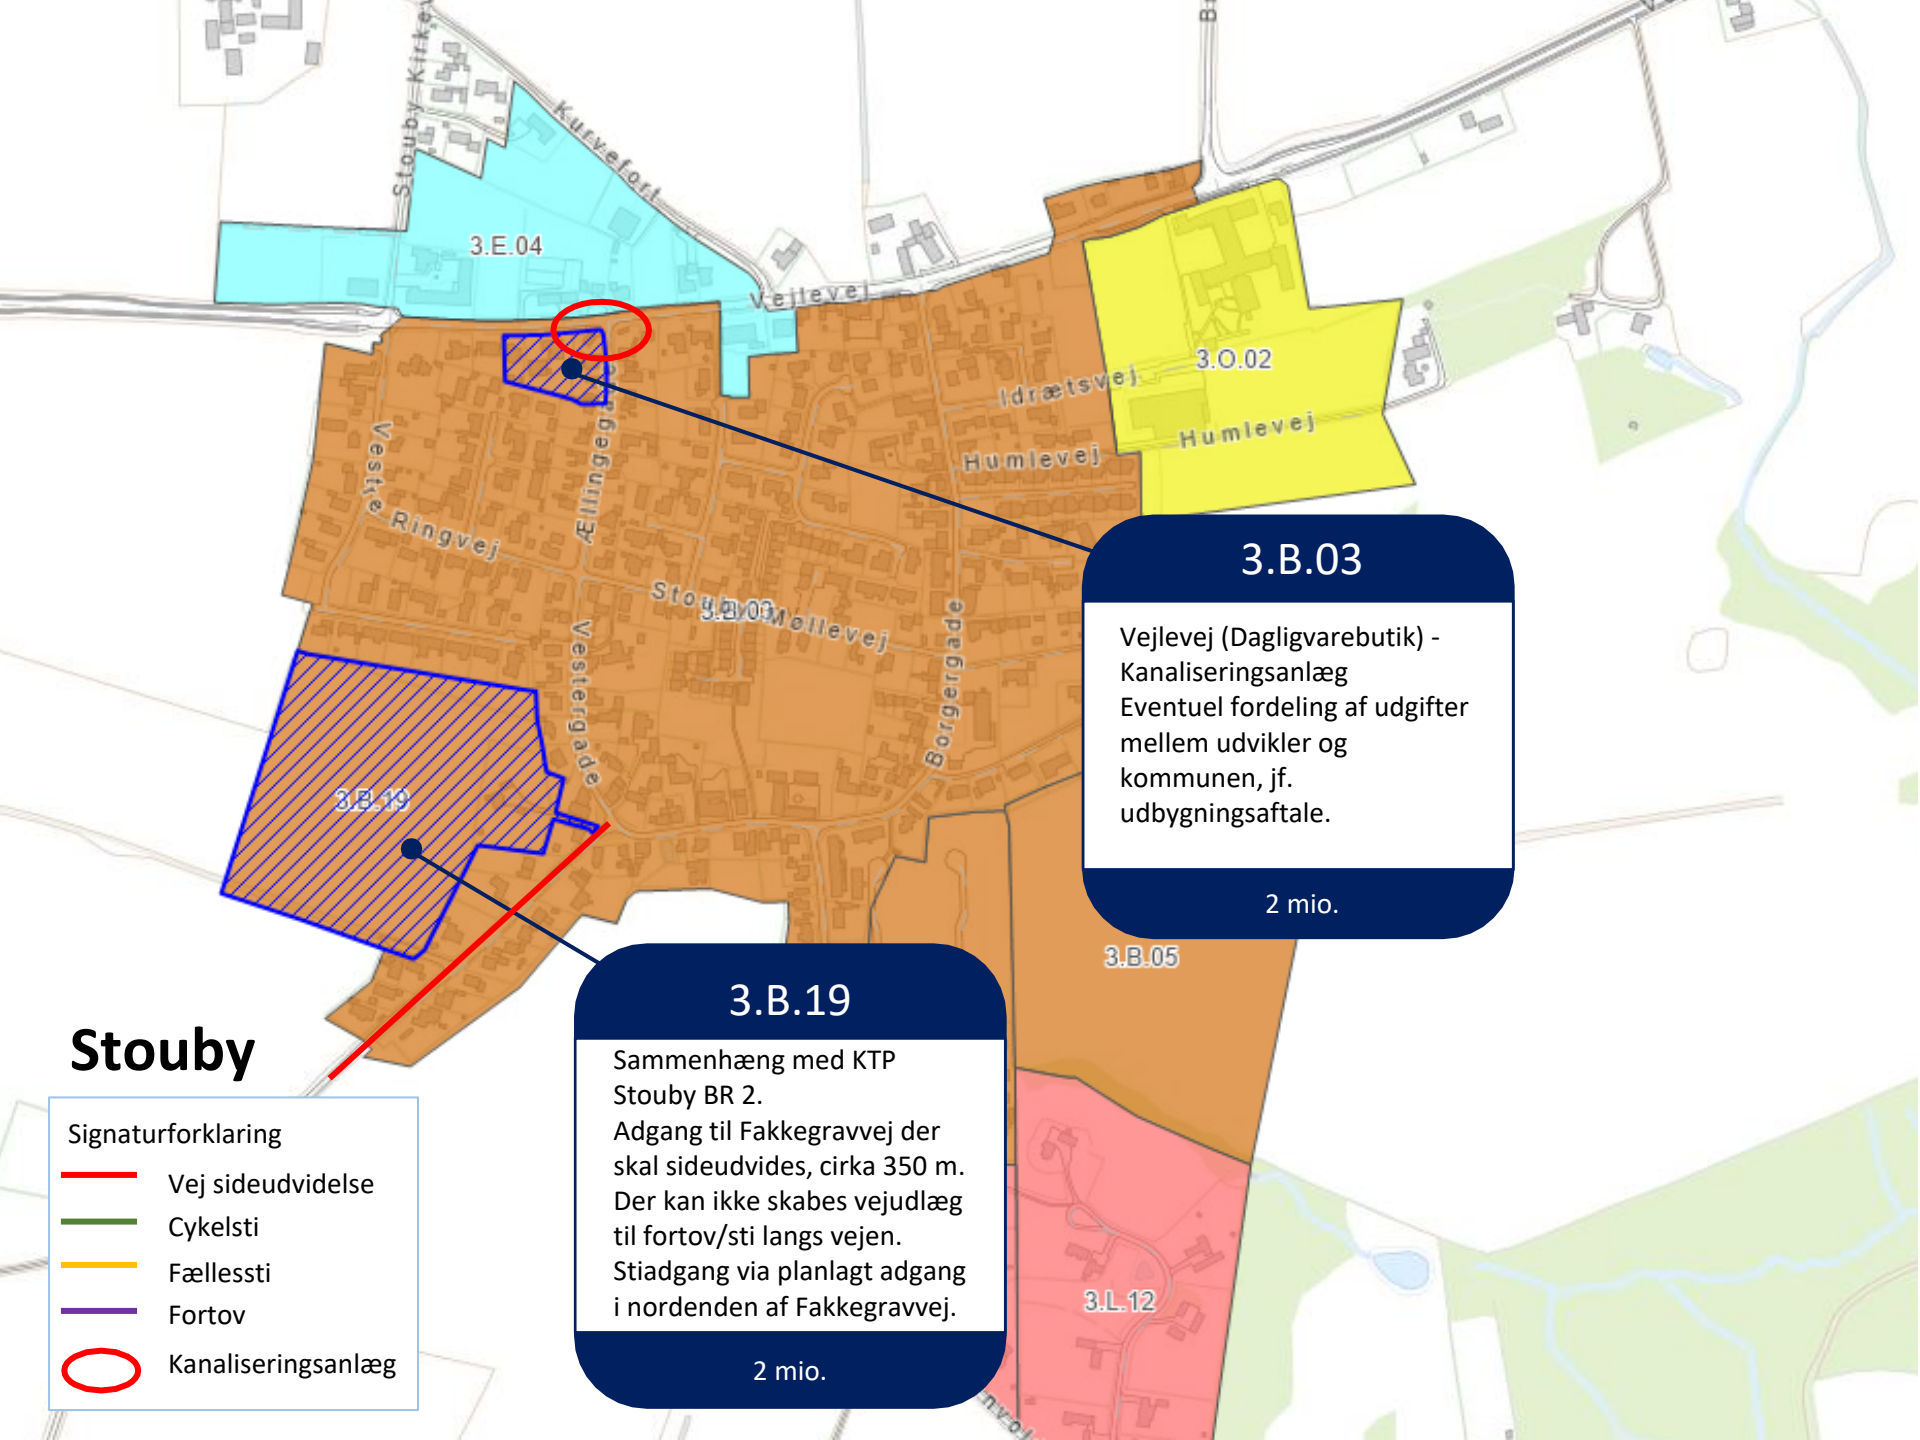 Stouby Kirke
Kurvefort
3.E.04
Vejlevej
3.O.02
Idrætsvej
Humlevej
Humlevej
Ællingegade
Vestre Ringvej
Stouby Møllevej
3.B.03
Vestergade
Borgergade
3.B.19
3.B.03
Vejlevej (Dagligvarebutik) -
Kanaliseringsanlæg
Eventuel fordeling af udgifter
mellem udvikler og
kommunen, jf.
udbygningsaftale.
2 mio.
3.B.05
3.B.19
Sammenhæng med KTP
Stouby BR 2.
Adgang til Fakkegravvej der
skal sideudvides, cirka 350 m.
Der kan ikke skabes vejudlæg
til fortov/sti langs vejen.
Stiadgang via planlagt adgang
i nordenden af Fakkegravvej.
2 mio.
3.L.12
Stouby
Signaturforklaring
Vej sideudvidelse
Cykelsti
Fællessti
Fortov
Kanaliseringsanlæg